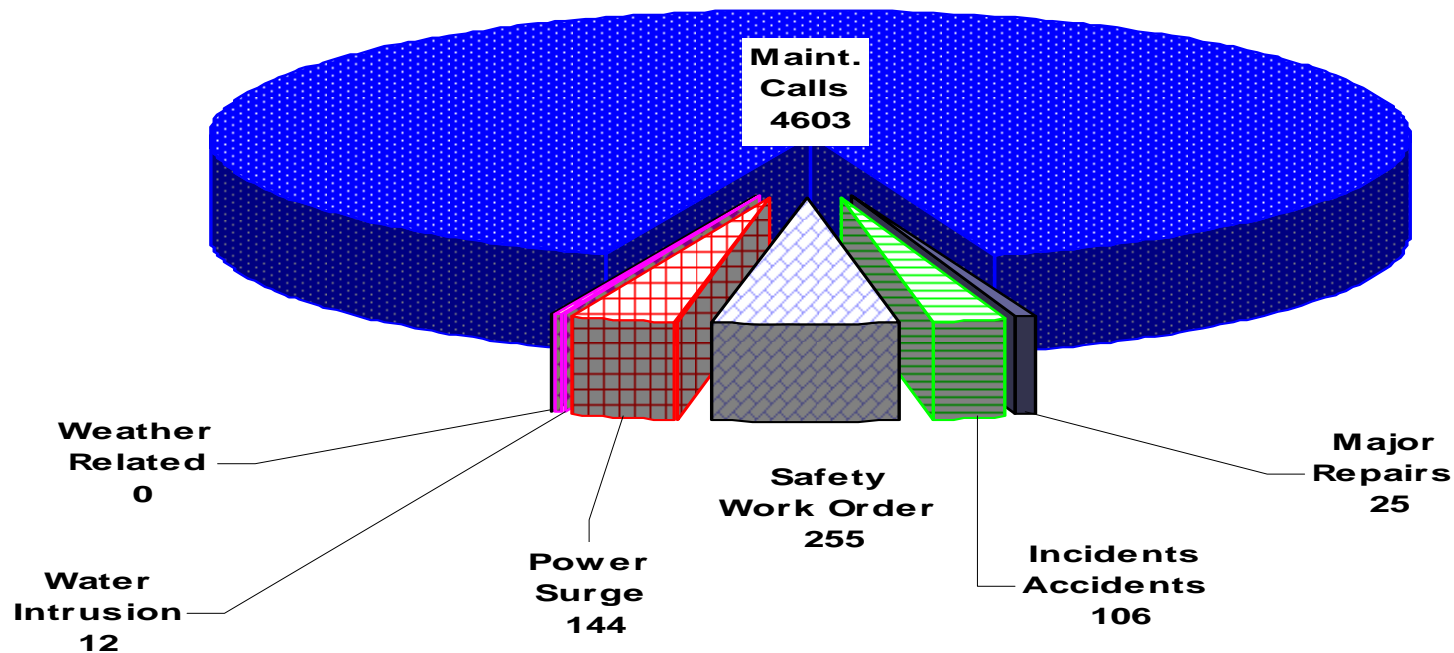 Maint.
Calls
4603
Weather
Related
0
Water
Intrusion
12
Power
Surge
144
Safety
Work Order
255
Incidents
Accidents
106
Major
Repairs
25